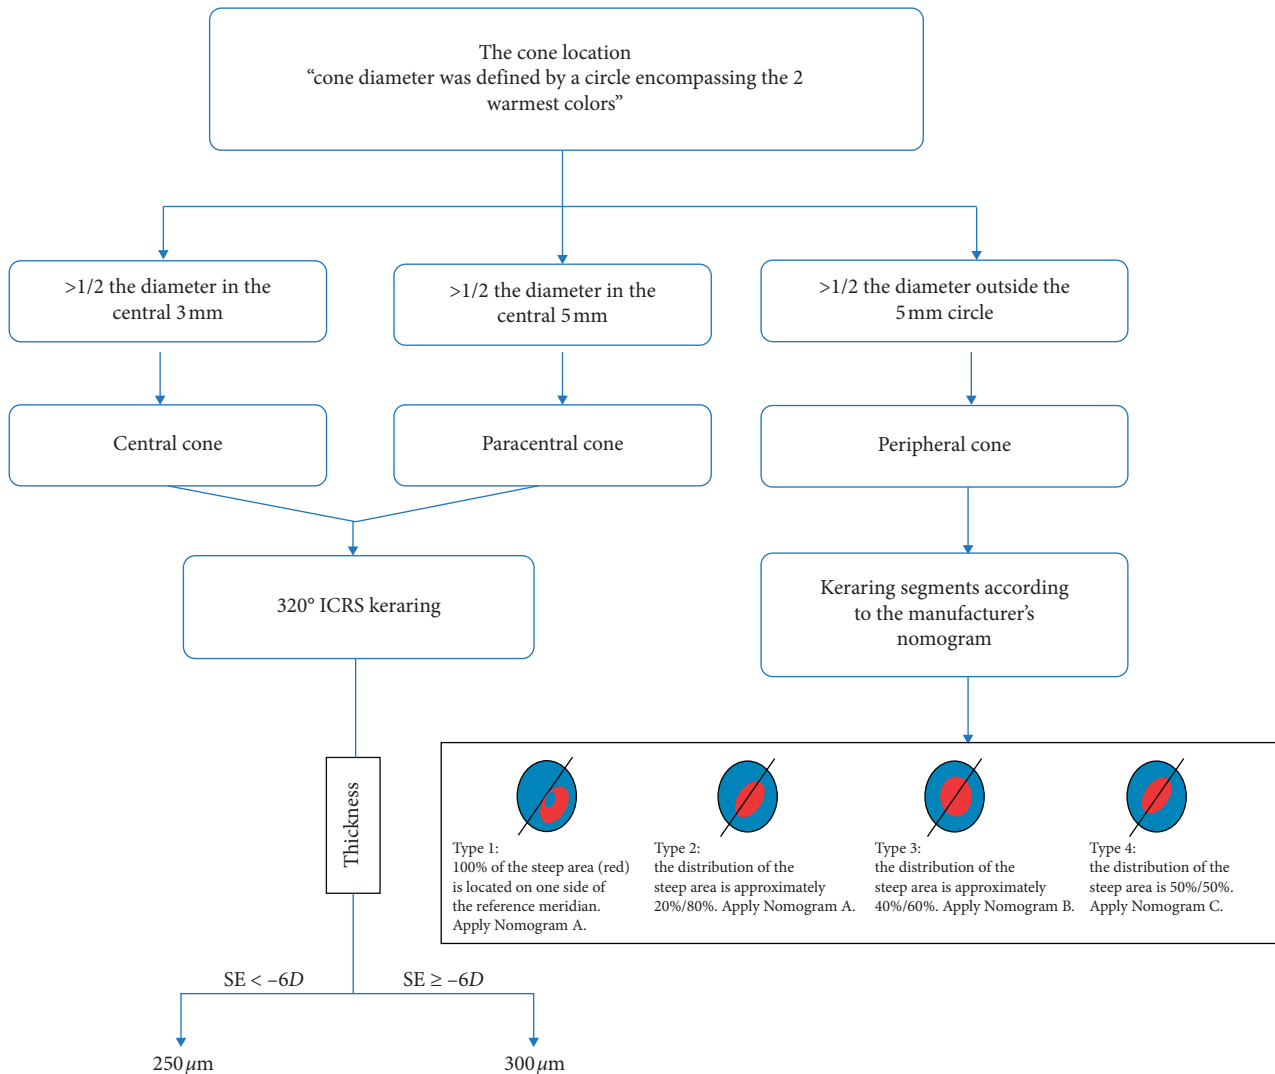 The cone location
“cone diameter was defined by a circle encompassing the 2
warmest colors”
>1/2 the diameter in the
central 3 mm
>1/2 the diameter in the
central 5 mm
>1/2 the diameter outside the
5 mm circle
Central cone
Paracentral cone
Peripheral cone
320° ICRS keraring
Keraring segments according
to the manufacturer’s
nomogram
Thickness
Type 1:
100% of the steep area (red)
is located on one side of
the reference meridian.
Apply Nomogram A.
Type 2:
the distribution of the
steep area is approximately
20%/80%. Apply Nomogram A.
Type 3:
the distribution of the
steep area is approximately
40%/60%. Apply Nomogram B.
Type 4:
the distribution of the
steep area is 50%/50%.
Apply Nomogram C.
SE < –6D
SE ≥ –6D
250 μm
300 μm